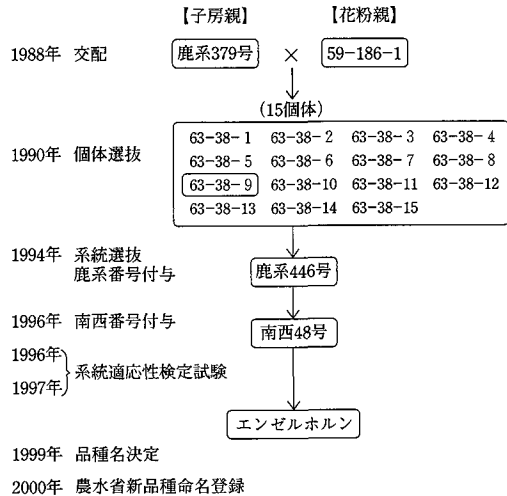 【子房親】 【花粉親】
1988年 交配 鹿系379号 × 59-186-1
(15個体)
63-38-1 63-38-2 63-38-3 63-38-4
1990年 個体選抜 63-38-5 63-38-6 63-38-7 63-38-8
63-38-9 63-38-10 63-38-11 63-38-12
63-38-13 63-38-14 63-38-15
1994年 系統選抜
鹿系番号付与 鹿系446号
1996年 南西番号付与 南西48号
1996年
系統適応性検定試験
1997年
エンゼルホルン
1999年 品種名決定
2000年 農水省新品種命名登録